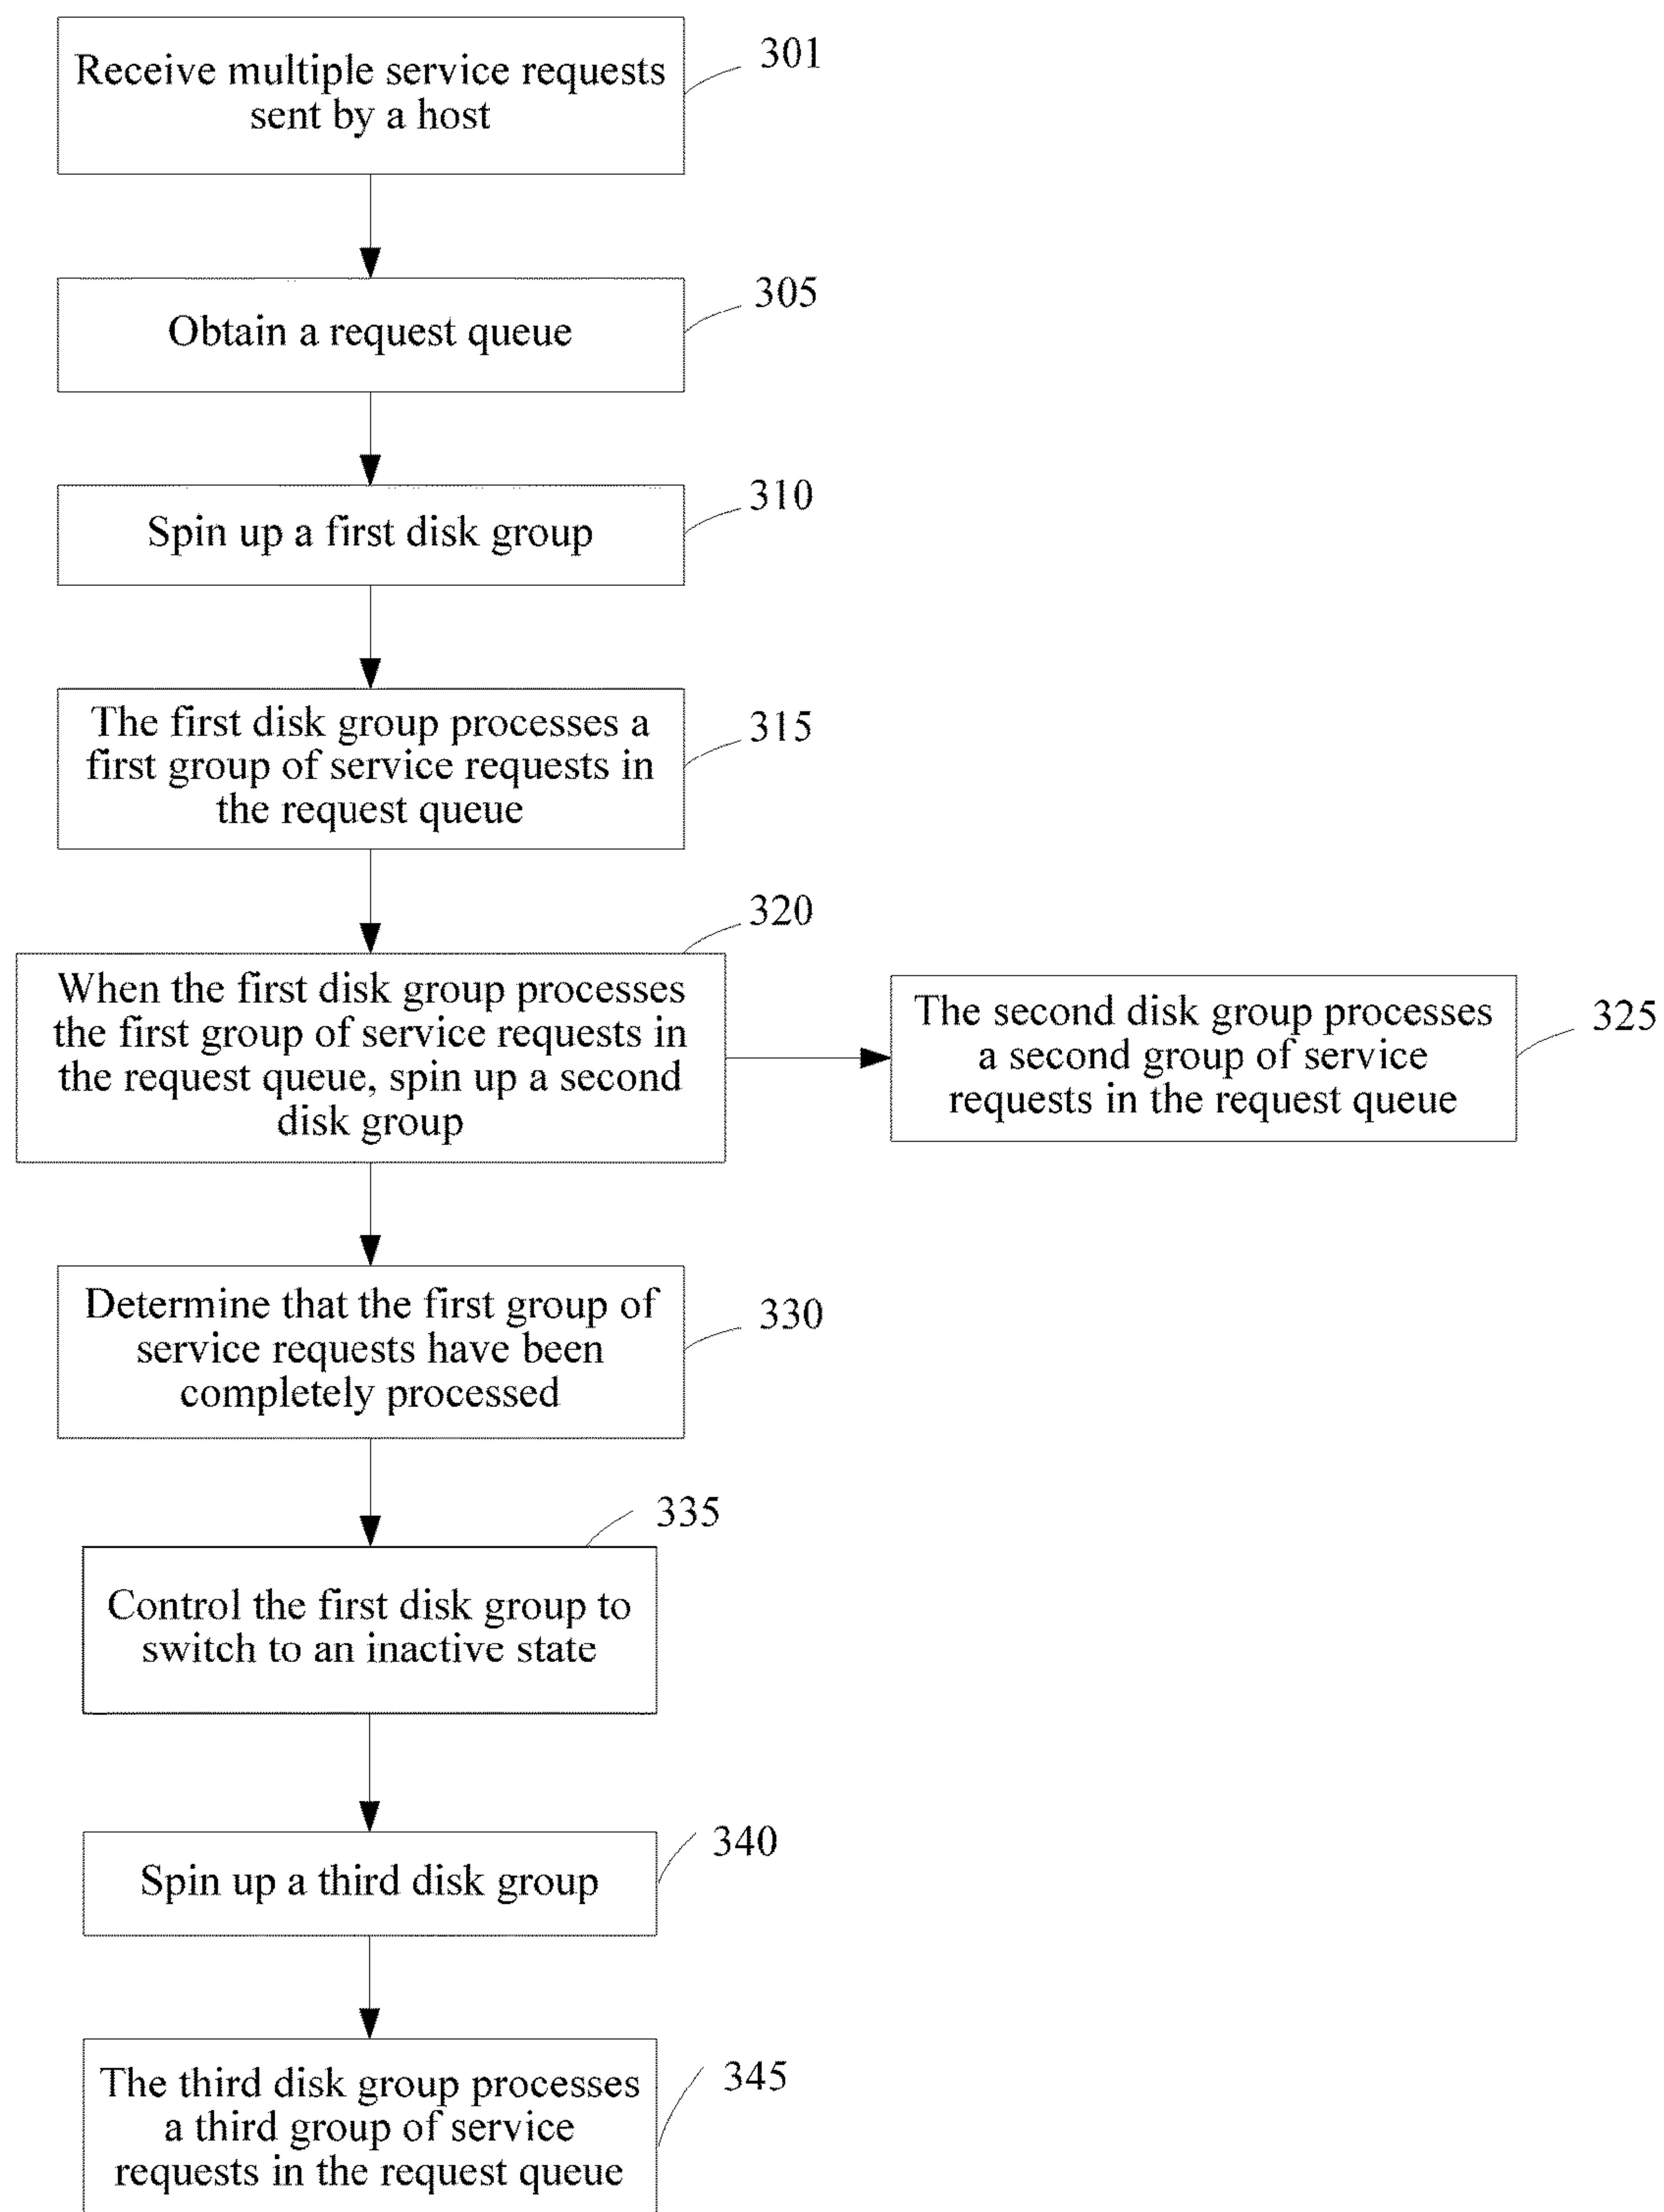 Receive multiple service requests
sent by a host
301
Obtain a request queue
305
Spin up a first disk group
310
The first disk group processes a
first group of service requests in
the request queue
315
320
When the first disk group processes
the first group of service requests in
the request queue, spin up a second
disk group
The second disk group processes
a second group of service
requests in the request queue
325
Determine that the first group of
service requests have been
completely processed
330
335
Control the first disk group to
switch to an inactive state
Spin up a third disk group
340
The third disk group processes
a third group of service
requests in the request queue
345